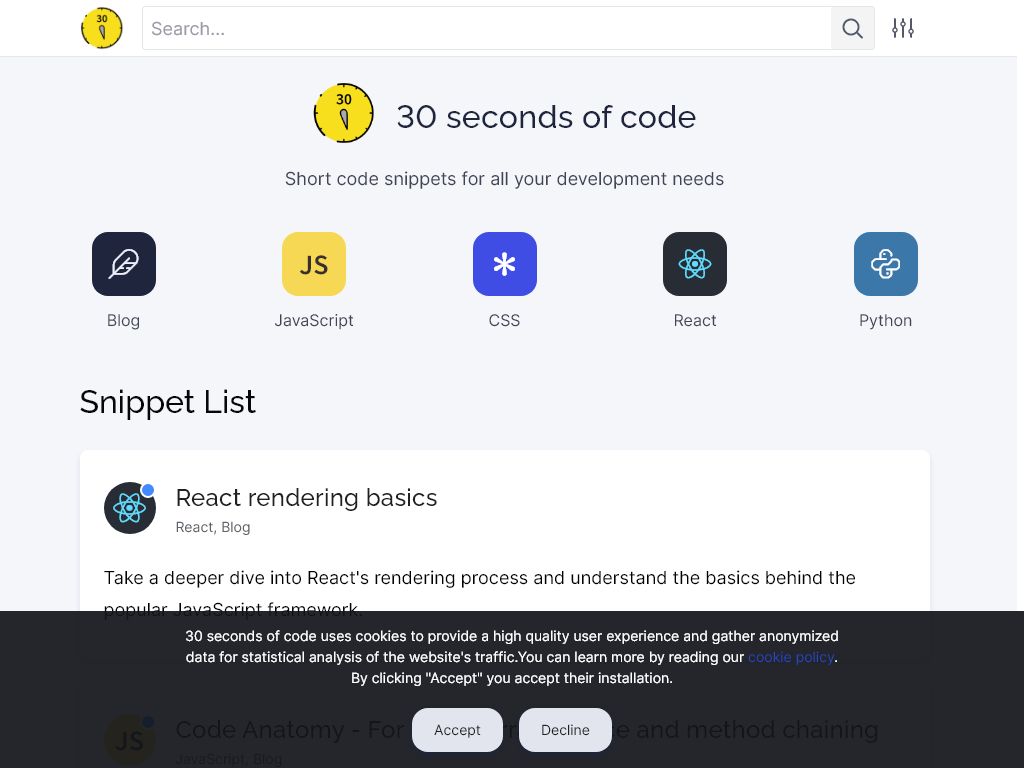 30
Search...
30
30 seconds of code
Short code snippets for all your development needs
JS
Blog
JavaScript
CSS
React
Python
Snippet List
React rendering basics
React, Blog
Take a deeper dive into React's rendering process and understand the basics behind the
popular JavaScript framework.
30 seconds of code uses cookies to provide a high quality user experience and gather anonymized
data for statistical analysis of the website's traffic.You can learn more by reading our cookie policy.
By clicking "Accept" you accept their installation.
Accept
Decline
JS
Code Anatomy - For and method chaining
JavaScript, Blog